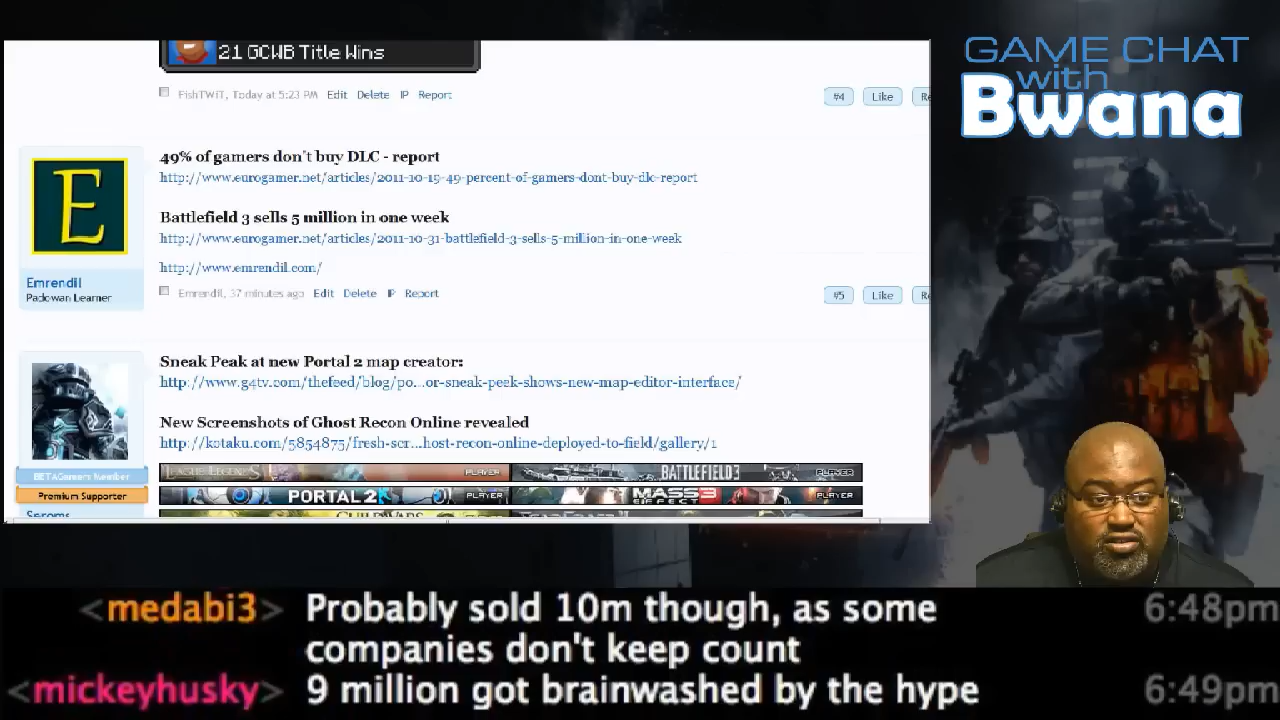 21 GCWB Title Wins
FishTWiT, Today at 5:23 PM Edit Delete IP Report
#4 Like Re
49% of gamers don't buy DLC - report
http://www.eurogamer.net/articles/2011-10-19-49-percent-of-gamers-dont-buy-dlc-report
Battlefield 3 sells 5 million in one week
http://www.eurogamer.net/articles/2011-10-31-battlefield-3-sells-5-million-in-one-week
http://www.emrendil.com/
E
Emrendil
Padowan Learner
Emrendil, 37 minutes ago Edit Delete IP Report
#5 Like Re
Sneak Peak at new Portal 2 map creator:
http://www.g4tv.com/thefeed/blog/po...or-sneak-peek-shows-new-map-editor-interface/
New Screenshots of Ghost Recon Online revealed
http://kotaku.com/5854875/fresh-scr...host-recon-online-deployed-to-field/gallery/1
PLAYER BATTLEFIELD 3 PLAYER
PORTAL 2 PLAYER MASS EFFECT 3 PLAYER
Premium Supporter
GAME CHAT
with
Bwana
<medabi3> Probably sold 10m though, as some 6:48pm
companies don't keep count
<mickeyhusky> 9 million got brainwashed by the hype 6:49pm